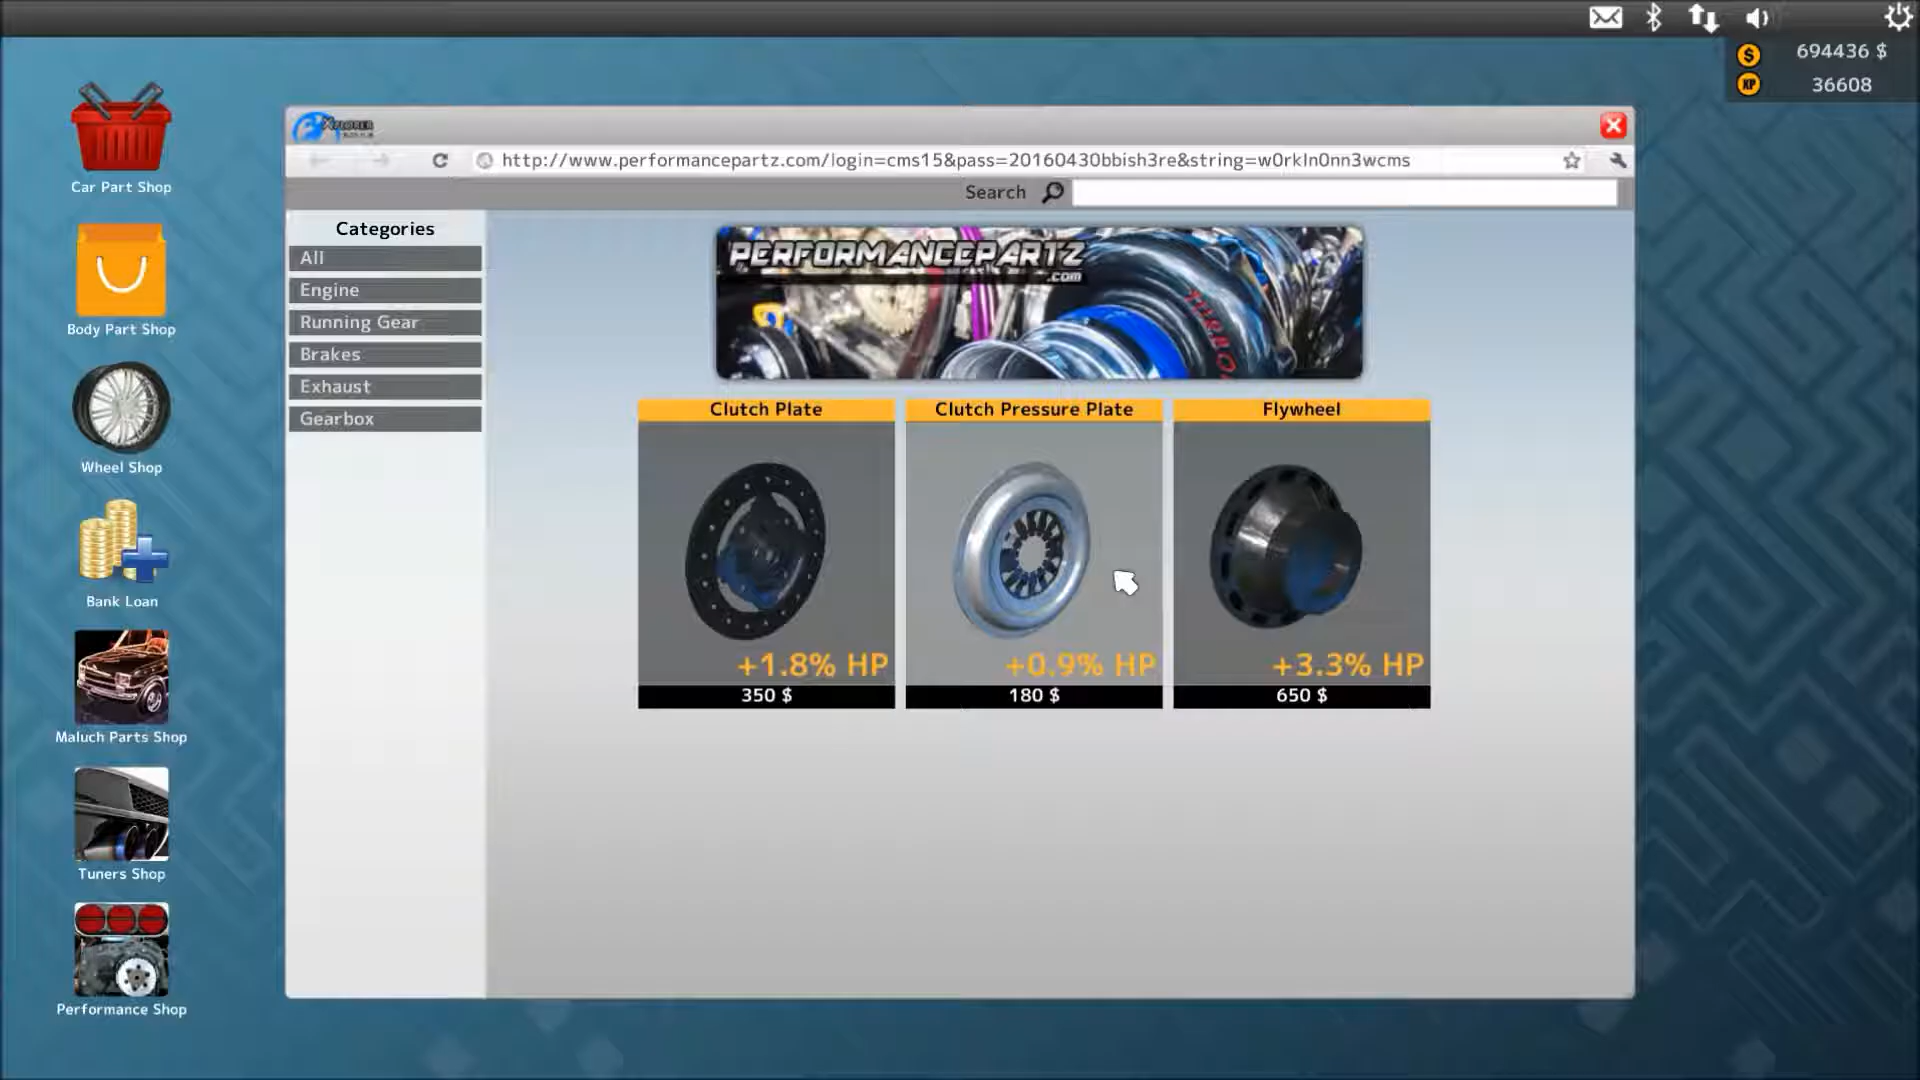 694436 $
XP
36608
Car Part Shop
Body Part Shop
Wheel Shop
Bank Loan
Maluch Parts Shop
Tuners Shop
Performance Shop
http://www.performancepartz.com/login=cms15&pass=20160430bbish3re&string=w0rkIn0nn3wcms
Search
Categories
All
Engine
Running Gear
Brakes
Exhaust
Gearbox
PERFORMANCEPARTZ
.com
Clutch Plate
+1.8% HP
350 $
Clutch Pressure Plate
+0.9% HP
180 $
Flywheel
+3.3% HP
650 $